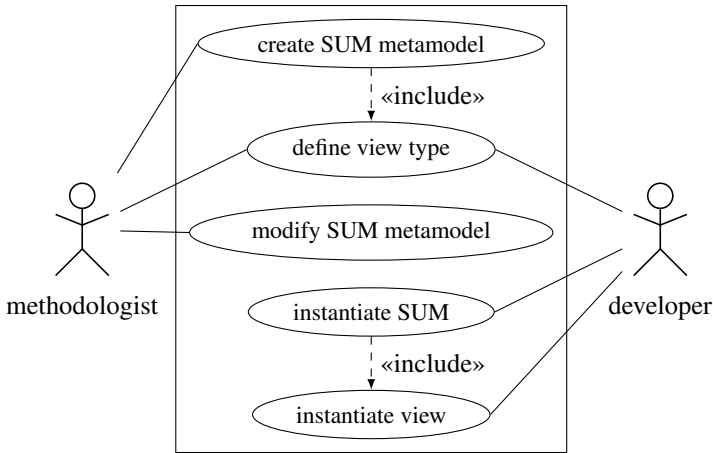 create SUM metamodel
«include»
define view type
modify SUM metamodel
methodologist
instantiate SUM
developer
«include»
instantiate view